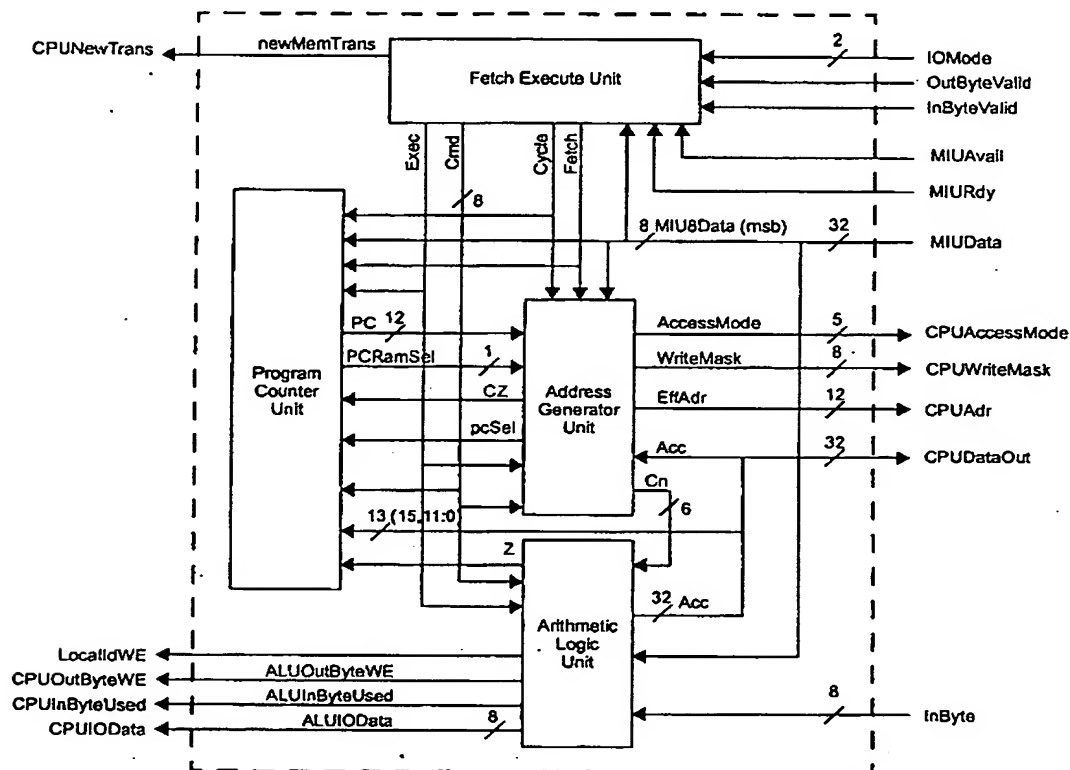 CPUNewTrans
newMemTrans
Fetch Execute Unit
2
IOMode
OutByteValid
InByteValid
Exec
Cmd
Cycle
Fetch
MIUAvail
MIURdy
8
8 MIU8Data (msb)
32
MIUData
Program
Counter
Unit
PC 12
PCRamSel 1
CZ
pcSel
Address
Generator
Unit
AccessMode
5
CPUAccessMode
WriteMask
8
CPUWriteMask
EffAdr
12
CPUAdr
Acc
32
CPUDataOut
Cn
6
13 (15,11:0)
Z
32 Acc
Arithmetic
Logic
Unit
LocalIdWE
CPUOutByteWE
ALUOutByteWE
CPUInByteUsed
ALUInByteUsed
CPUIOData
ALUIOData
8
8
InByte